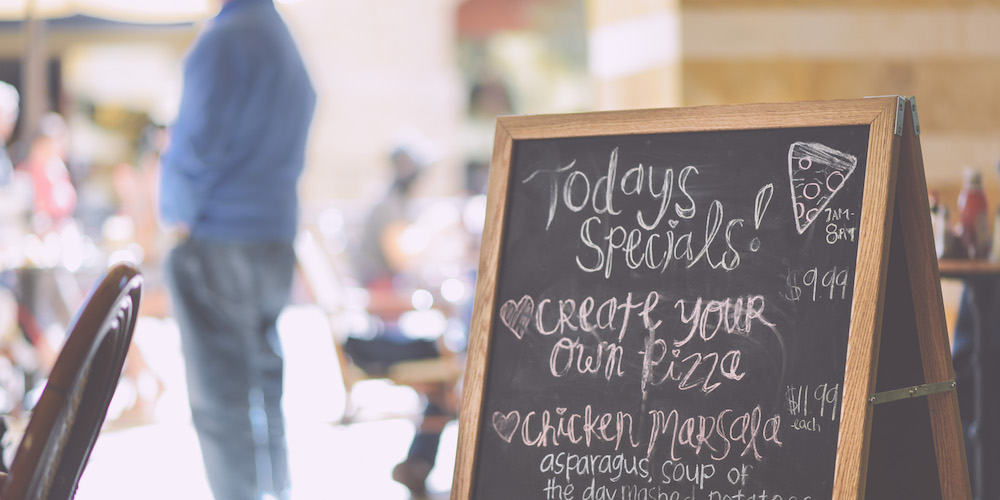 Todays
Specials!
7AM-
8PM
$9.99
create your
own pizza
$11.99
each
chicken Marsala
asparagus, soup of
the day mashed potatoes